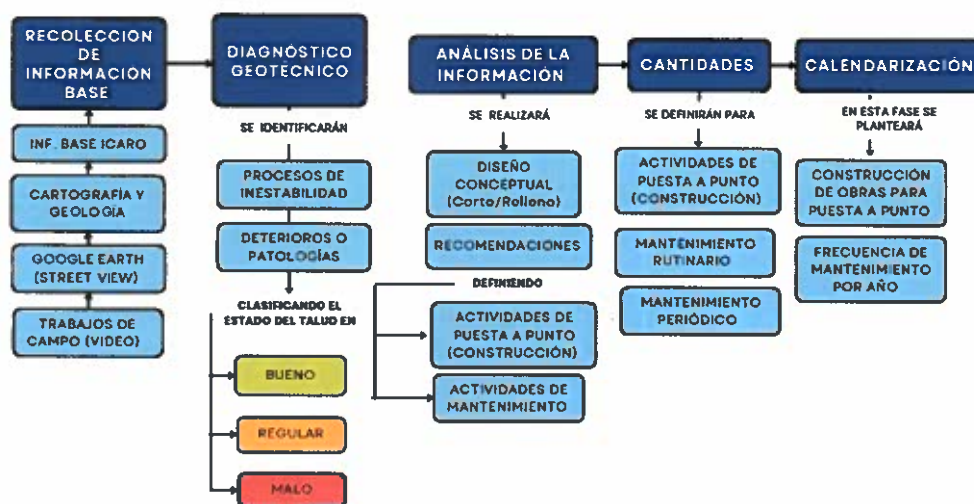 RECOLECCIÓN
DE
INFORMACIÓN
BASE
INF. BASE ICARO
CARTOGRAFÍA Y
GEOLOGÍA
GOOGLE EARTH
(STREET VIEW)
TRABAJOS DE
CAMPO (VIDEO)
DIAGNÓSTICO
GEOTÉCNICO
SE IDENTIFICARÁN
PROCESOS DE
INESTABILIDAD
DETERIOROS O
PATOLOGÍAS
CLASIFICANDO EL
ESTADO DEL TALUD EN
BUENO
REGULAR
MALO
ANÁLISIS DE LA
INFORMACIÓN
SE REALIZARÁ
DISEÑO
CONCEPTUAL
(Corte/Relleno)
RECOMENDACIONES
DEFINIENDO
ACTIVIDADES DE
PUESTA A PUNTO
(CONSTRUCCIÓN)
ACTIVIDADES DE
MANTENIMIENTO
CANTIDADES
SE DEFINIRÁN PARA
ACTIVIDADES DE
PUESTA A PUNTO
(CONSTRUCCIÓN)
MANTENIMIENTO
RUTINARIO
MANTENIMIENTO
PERIÓDICO
CALENDARIZACIÓN
EN ESTA FASE SE
PLANTEARÁ
CONSTRUCCIÓN
DE OBRAS PARA
PUESTA A PUNTO
FRECUENCIA DE
MANTENIMIENTO
POR AÑO